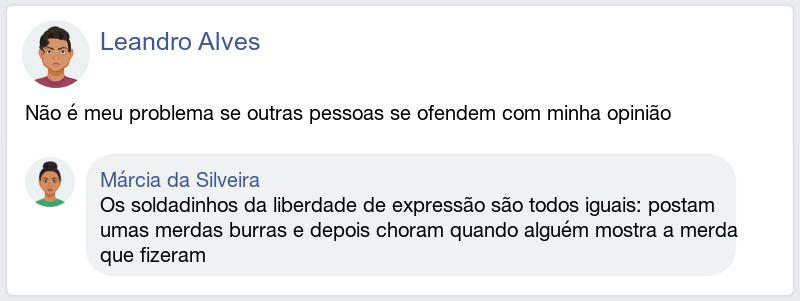 Leandro Alves
Não é meu problema se outras pessoas se ofendem com minha opinião
Márcia da Silveira
Os soldadinhos da liberdade de expressão são todos iguais: postam
umas merdas burras e depois choram quando alguém mostra a merda
que fizeram